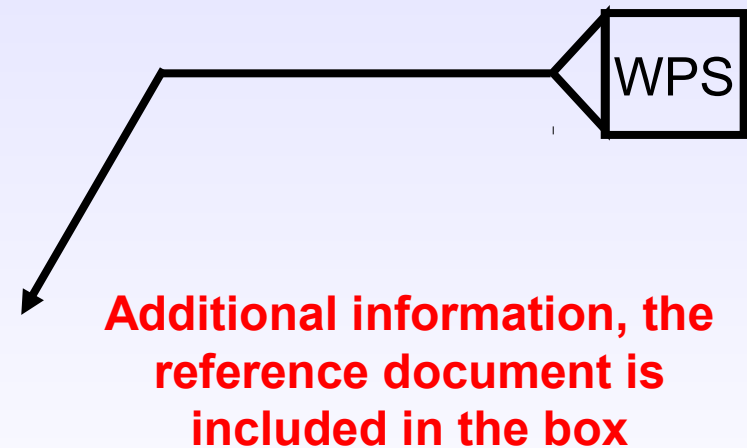 WPS
Additional information, the
reference document is
included in the box